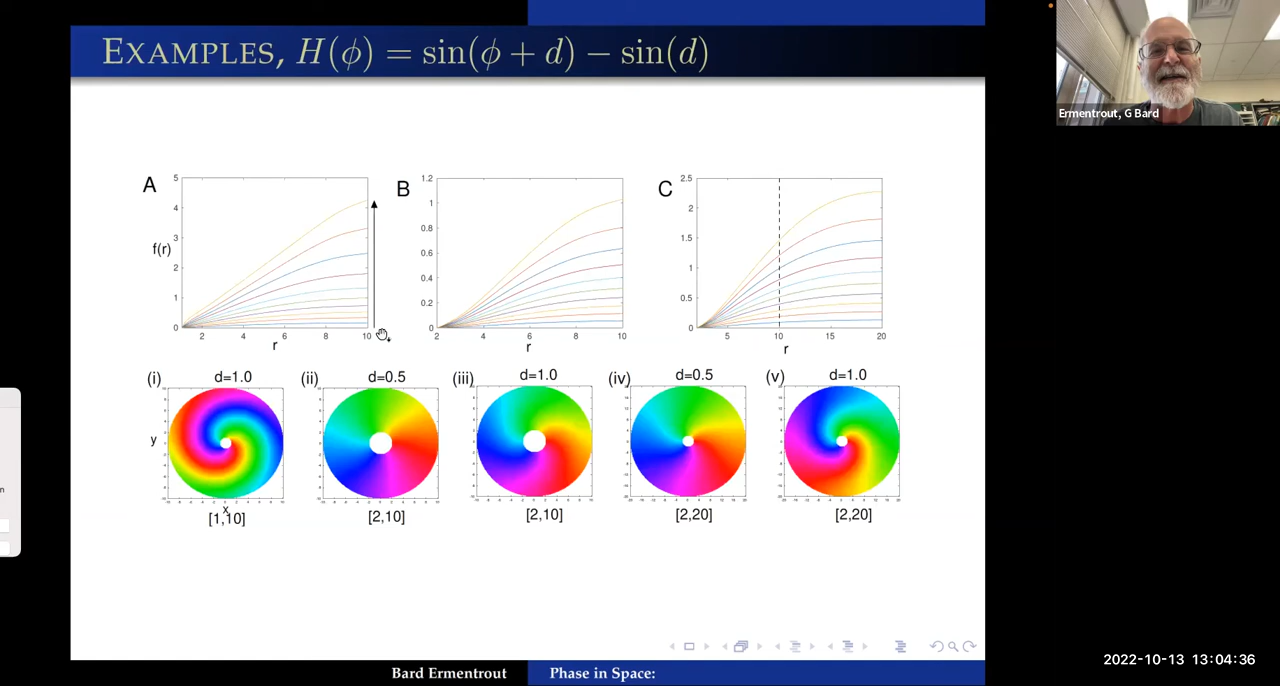 EXAMPLES, H(ϕ) = sin(ϕ + d) − sin(d)
Ermentrout, G Bard
A
B
C
5
4
3
2
1
0
f(r)
2 4 6 8 10
r
1.2
1
0.8
0.6
0.4
0.2
0
2 4 6 8 10
r
2.5
2
1.5
1
0.5
0
5 10 15 20
r
(i) d=1.0
(ii) d=0.5
(iii) d=1.0
(iv) d=0.5
(v) d=1.0
y
x
[1,10]
[2,10]
[2,10]
[2,20]
[2,20]
n
2022-10-13 13:04:36
Bard Ermentrout
Phase in Space: